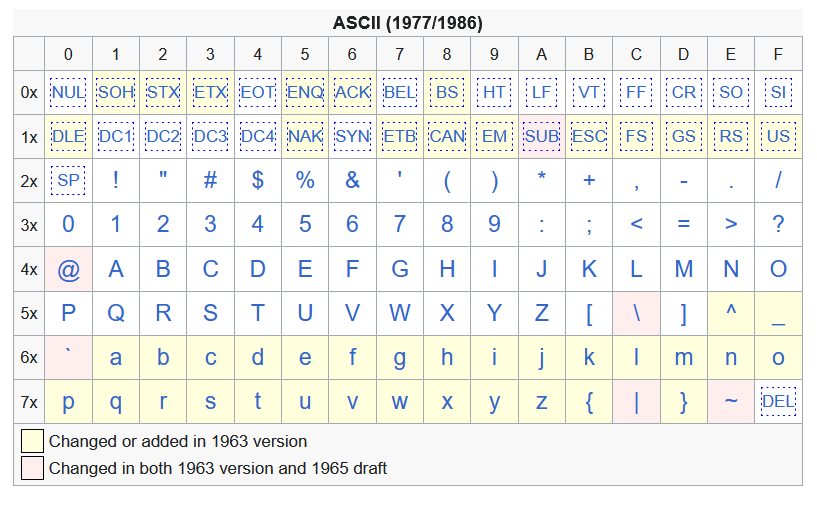 ASCII (1977/1986)
0 1 2 3 4 5 6 7 8 9 A B C D E F
0x NUL SOH STX ETX EOT ENQ ACK BEL BS HT LF VT FF CR SO SI
1x DLE DC1 DC2 DC3 DC4 NAK SYN ETB CAN EM SUB ESC FS GS RS US
2x SP ! " # $ % & ' ( ) * + , - . /
3x 0 1 2 3 4 5 6 7 8 9 : ; < = > ?
4x @ A B C D E F G H I J K L M N O
5x P Q R S T U V W X Y Z [ \ ] ^ _
6x ` a b c d e f g h i j k l m n o
7x p q r s t u v w x y z { | } ~ DEL
Changed or added in 1963 version
Changed in both 1963 version and 1965 draft